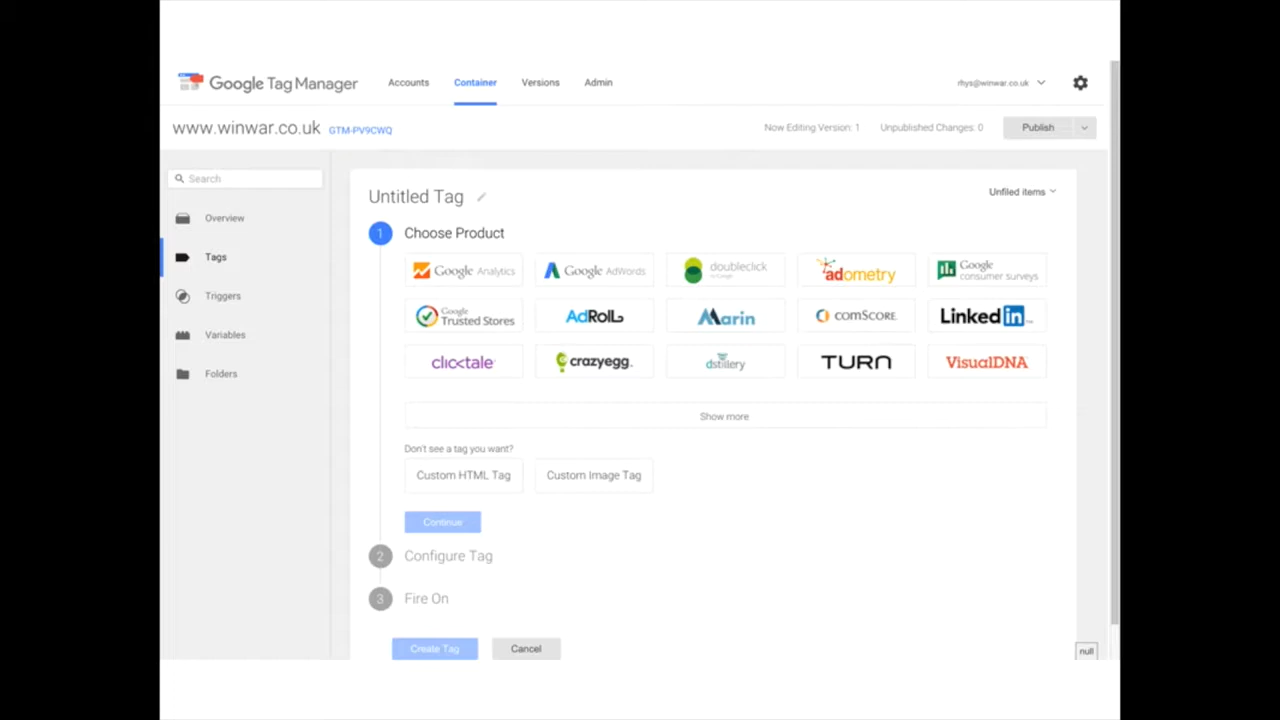 Google Tag Manager Accounts Container Versions Admin rhys@winwar.co.uk
www.winwar.co.uk GTM-PV9CWQ Now Editing Version: 1 Unpublished Changes: 0 Publish
Search
Overview
Tags
Triggers
Variables
Folders
Untitled Tag Unfiled items
1 Choose Product
Google Analytics Google AdWords doubleclick by Google adometry Google consumer surveys
Google Trusted Stores AdRoll Marin comSCORE LinkedIn
clicktale crazyegg dstillery TURN VisualDNA
Show more
Don't see a tag you want?
Custom HTML Tag Custom Image Tag
Continue
2 Configure Tag
3 Fire On
Create Tag Cancel
null